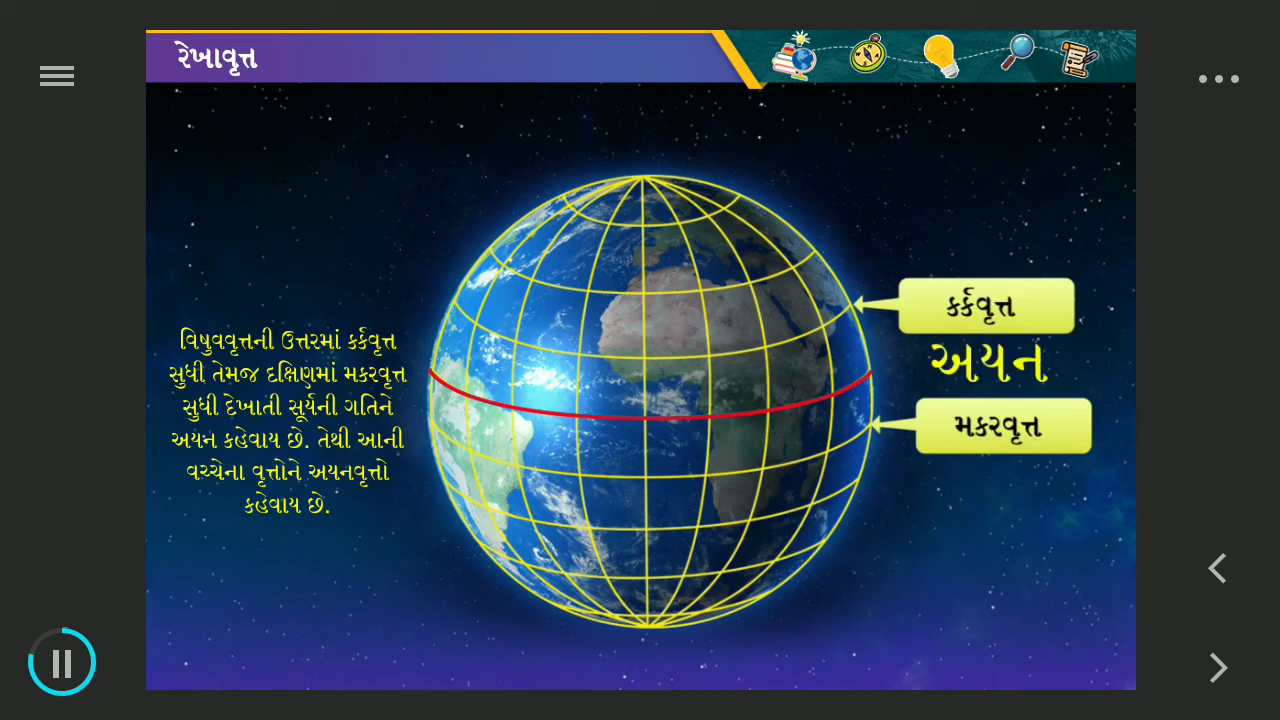 રેખાવૃત્ત
વિષુવવૃત્તની ઉત્તરમાં કર્કવૃત્ત
સુધી તેમજ દક્ષિણમાં મકરવૃત્ત
સુધી દેખાતી સૂર્યની ગતિને
અયન કહેવાય છે. તેથી આની
વચ્ચેના વૃત્તોને અયનવૃત્તો
કહેવાય છે.
કર્કવૃત્ત
અયન
મકરવૃત્ત